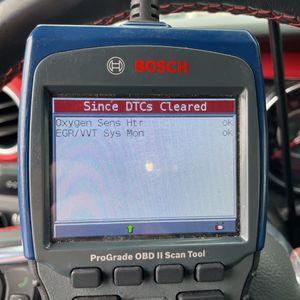 BOSCH
Since DTCs Cleared
Oxygen Sens Htr ok
EGR/VVT Sys Mon ok
ProGrade OBD II Scan Tool